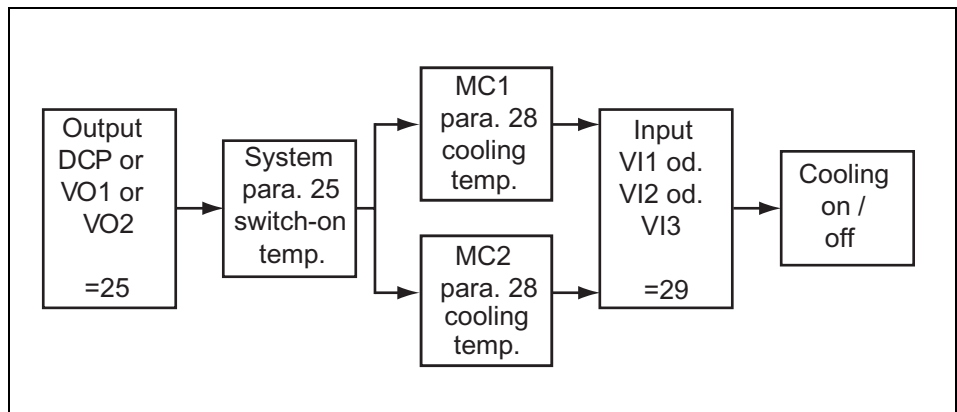 Output
DCP or
VO1 or
VO2
=25
System
para. 25
switch-on
temp.
MC1
para. 28
cooling
temp.
MC2
para. 28
cooling
temp.
Input
VI1 od.
VI2 od.
VI3
=29
Cooling
on /
off